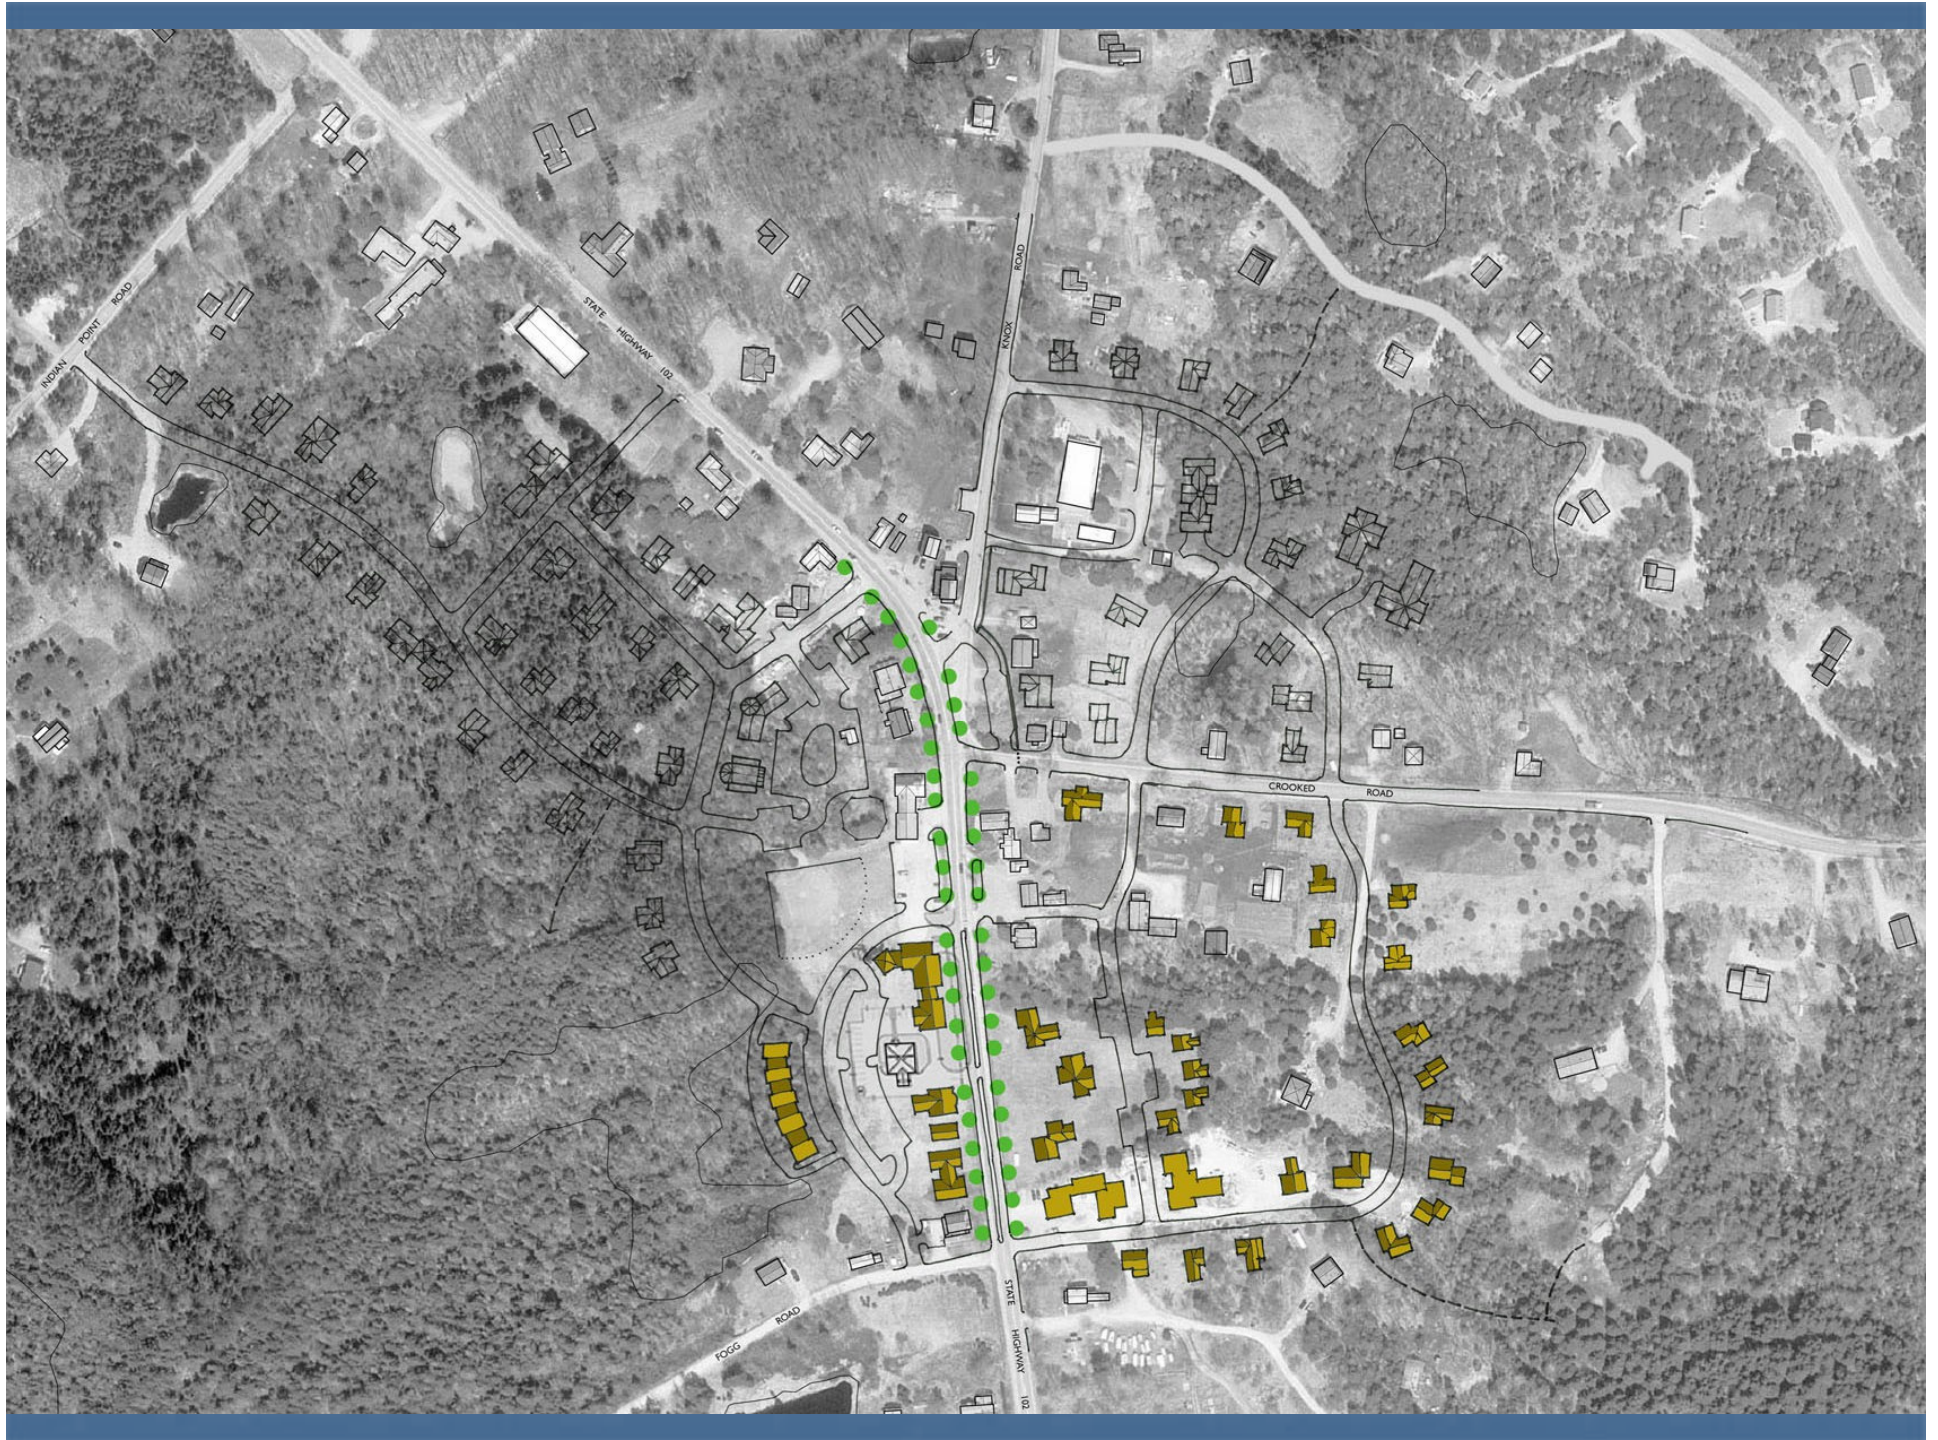 INDIAN POINT ROAD
STATE HIGHWAY 102
KNOX ROAD
CROOKED ROAD
FOGG ROAD
STATE HIGHWAY 102